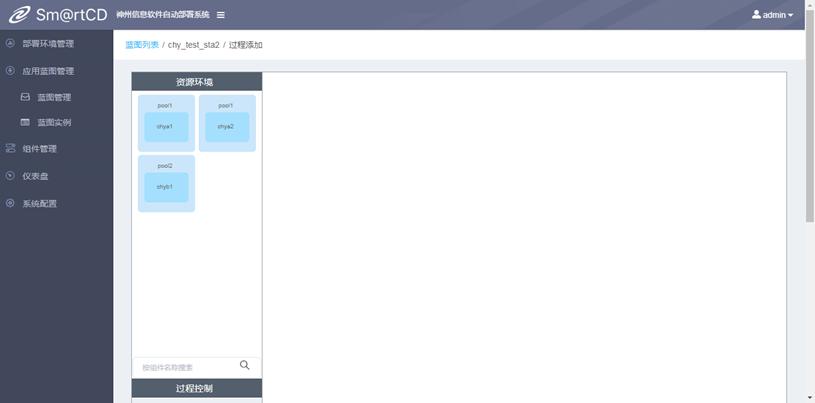 Sm@rtCD 神州信息软件自动部署系统 admin
部署环境管理
应用蓝图管理
蓝图管理
蓝图实例
组件管理
仪表盘
系统配置
蓝图列表 / chy_test_sta2 / 过程添加
资源环境
pool1
chya1
pool1
chya2
pool2
chyb1
按组件名称搜索
过程控制